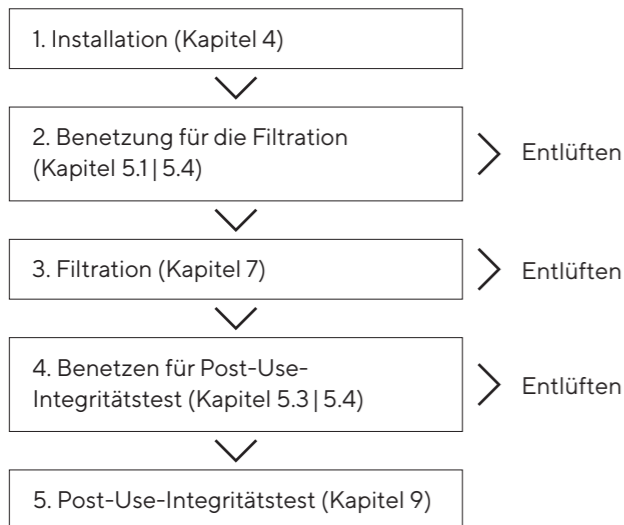 1. Installation (Kapitel 4)
2. Benetzung für die Filtration
(Kapitel 5.1 | 5.4)
Entlüften
3. Filtration (Kapitel 7)
Entlüften
4. Benetzen für Post-Use-
Integritätstest (Kapitel 5.3 | 5.4)
Entlüften
5. Post-Use-Integritätstest (Kapitel 9)